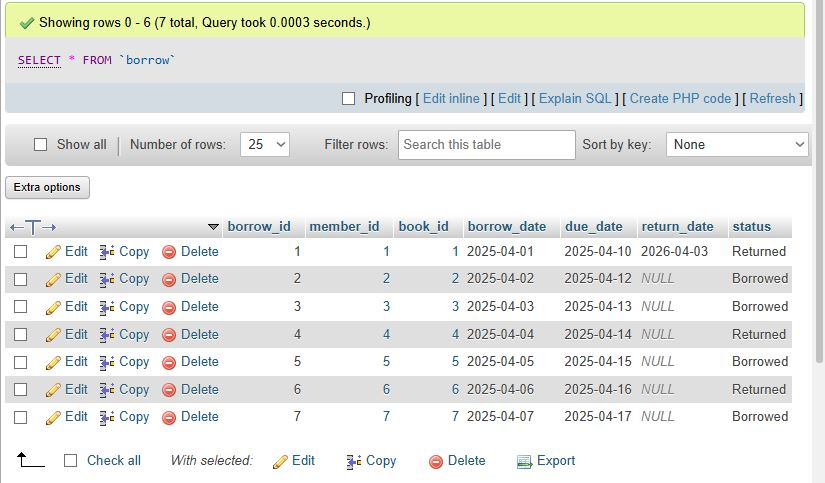 Showing rows 0 - 6 (7 total, Query took 0.0003 seconds.)
SELECT * FROM `borrow`
Profiling [ Edit inline ] [ Edit ] [ Explain SQL ] [ Create PHP code ] [ Refresh ]
Show all Number of rows: 25 Filter rows: Search this table Sort by key: None
Extra options
borrow_id member_id book_id borrow_date due_date return_date status
Edit Copy Delete 1 1 1 2025-04-01 2025-04-10 2026-04-03 Returned
Edit Copy Delete 2 2 2 2025-04-02 2025-04-12 NULL Borrowed
Edit Copy Delete 3 3 3 2025-04-03 2025-04-13 NULL Borrowed
Edit Copy Delete 4 4 4 2025-04-04 2025-04-14 NULL Returned
Edit Copy Delete 5 5 5 2025-04-05 2025-04-15 NULL Borrowed
Edit Copy Delete 6 6 6 2025-04-06 2025-04-16 NULL Returned
Edit Copy Delete 7 7 7 2025-04-07 2025-04-17 NULL Borrowed
Check all With selected: Edit Copy Delete Export